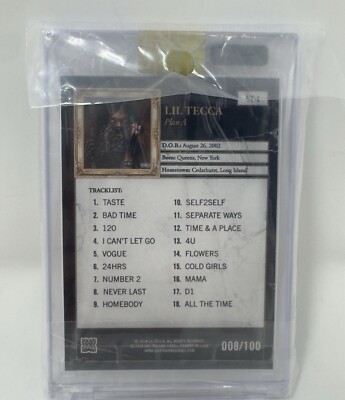 LIL TECCA
Plan A
D.O.B.: August 26, 2002
Born: Queens, New York
Hometown: Cedarhurst, Long Island
TRACKLIST:
1. TASTE
2. BAD TIME
3. 120
4. I CAN'T LET GO
5. VOGUE
6. 24HRS
7. NUMBER 2
8. NEVER LAST
9. HOMEBODY
10. SELF2SELF
11. SEPARATE WAYS
12. TIME & A PLACE
13. 4U
14. FLOWERS
15. COLD GIRLS
16. MAMA
17. D1
18. ALL THE TIME
008/100